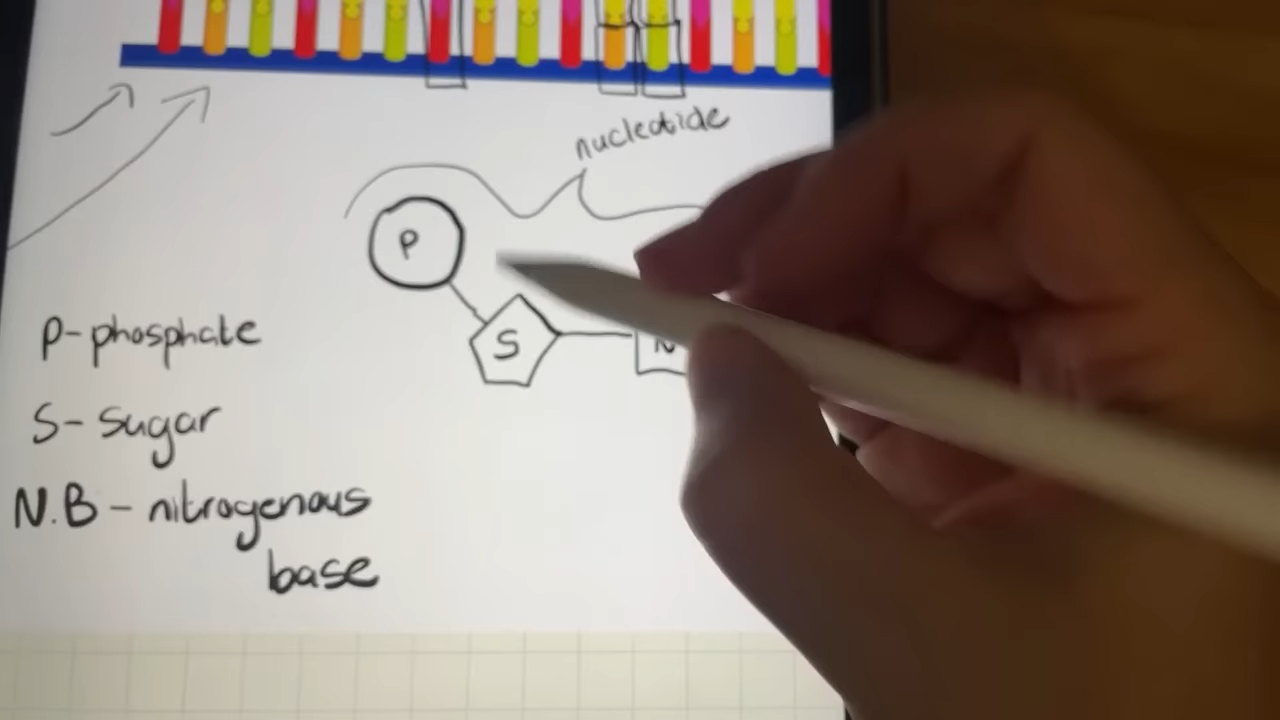 nucleotide
P
S
N
P- phosphate
S- sugar
N.B - nitrogenous
base